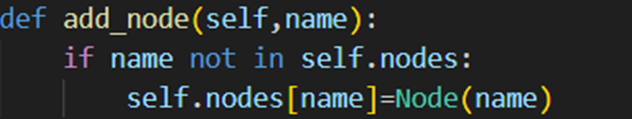 def add_node(self,name):
    if name not in self.nodes:
        self.nodes[name]=Node(name)